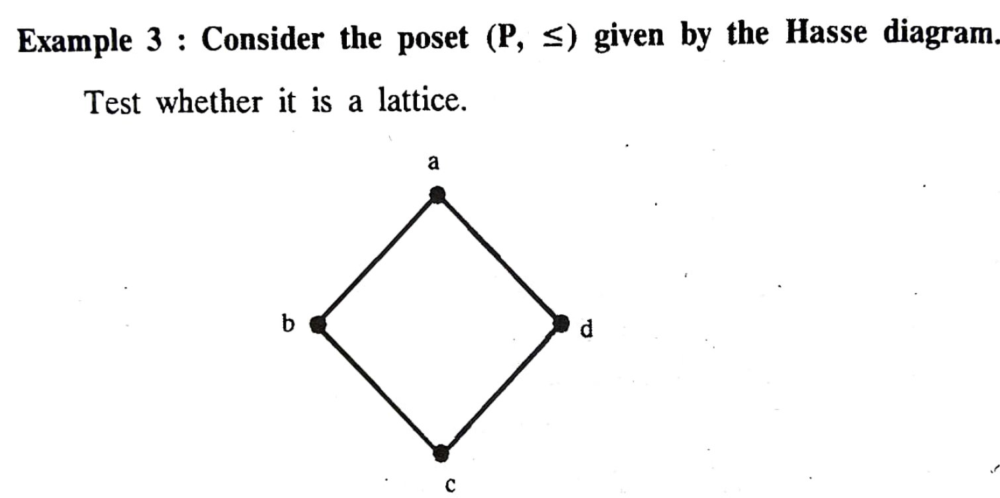 Example 3 : Consider the poset (P, ≤) given by the Hasse diagram.
Test whether it is a lattice.
a
b
d
c